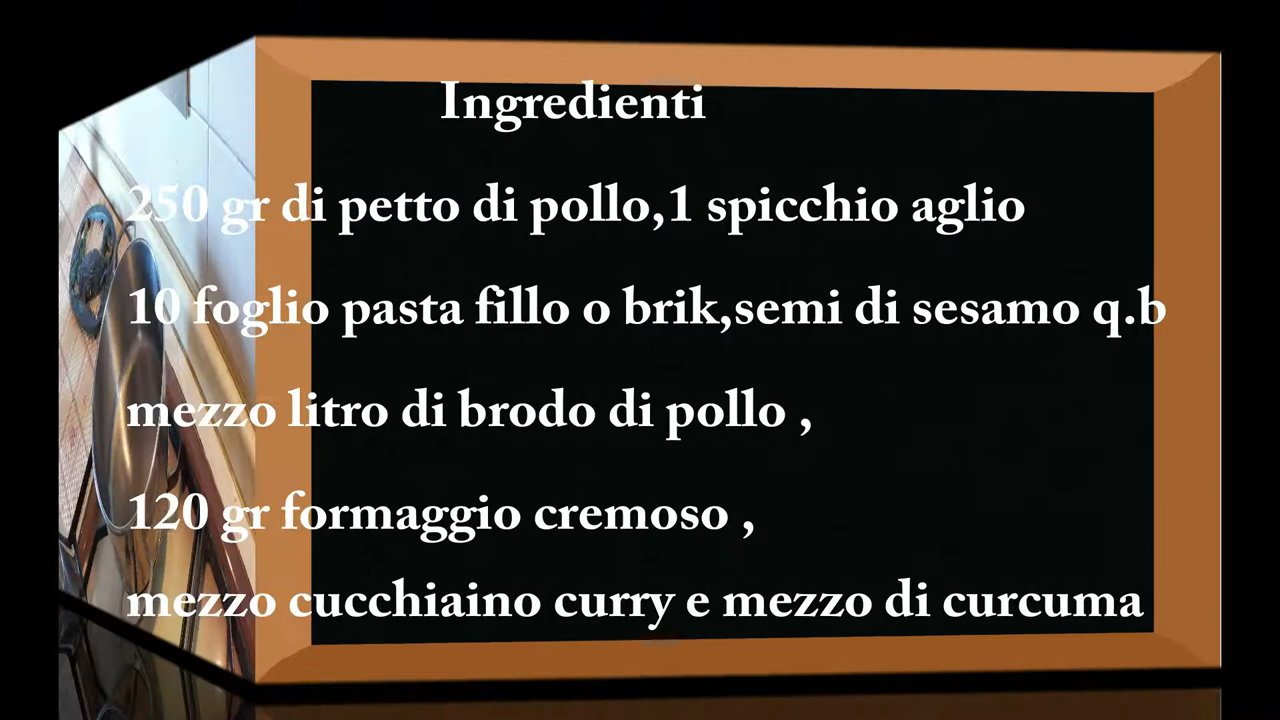 Ingredienti
250 gr di petto di pollo,1 spicchio aglio
10 foglio pasta fillo o brik,semi di sesamo q.b
mezzo litro di brodo di pollo ,
120 gr formaggio cremoso ,
mezzo cucchiaino curry e mezzo di curcuma